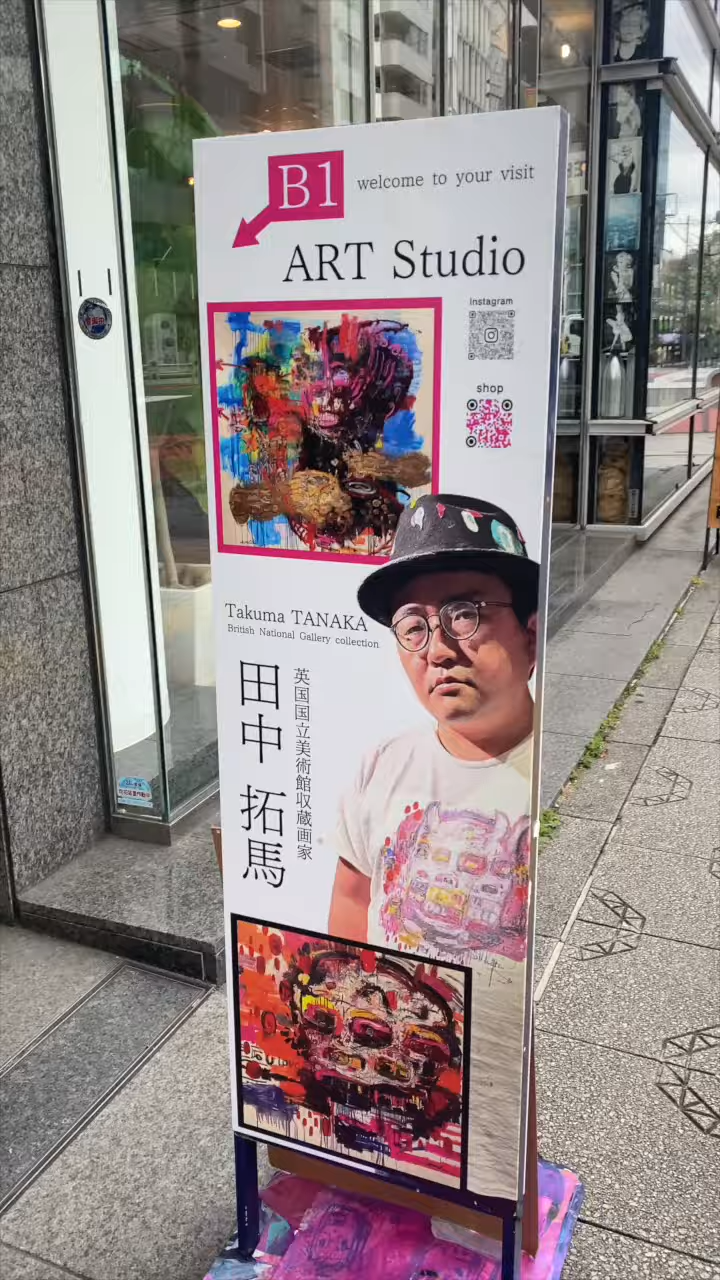 B1
welcome to your visit
ART Studio
Instagram
shop
Takuma TANAKA
British National Gallery collection
田中 拓馬
英国国立美術館収蔵画家